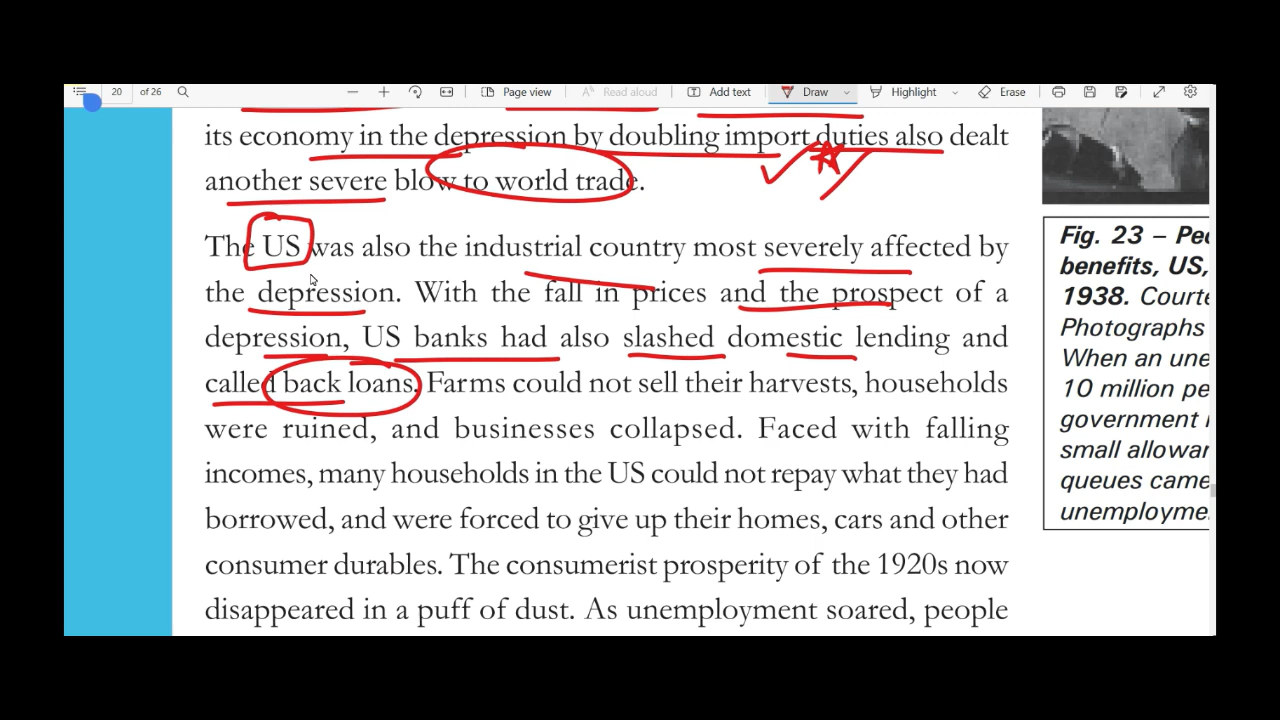 20 of 26 Page view Read aloud Add text Draw Highlight Erase
its economy in the depression by doubling import duties also dealt
another severe blow to world trade.
The US was also the industrial country most severely affected by
the depression. With the fall in prices and the prospect of a
depression, US banks had also slashed domestic lending and
called back loans. Farms could not sell their harvests, households
were ruined, and businesses collapsed. Faced with falling
incomes, many households in the US could not repay what they had
borrowed, and were forced to give up their homes, cars and other
consumer durables. The consumerist prosperity of the 1920s now
disappeared in a puff of dust. As unemployment soared, people
Fig. 23 –
benefits, US,
1938.
Photographs
When an
10 million
government
small
queues came